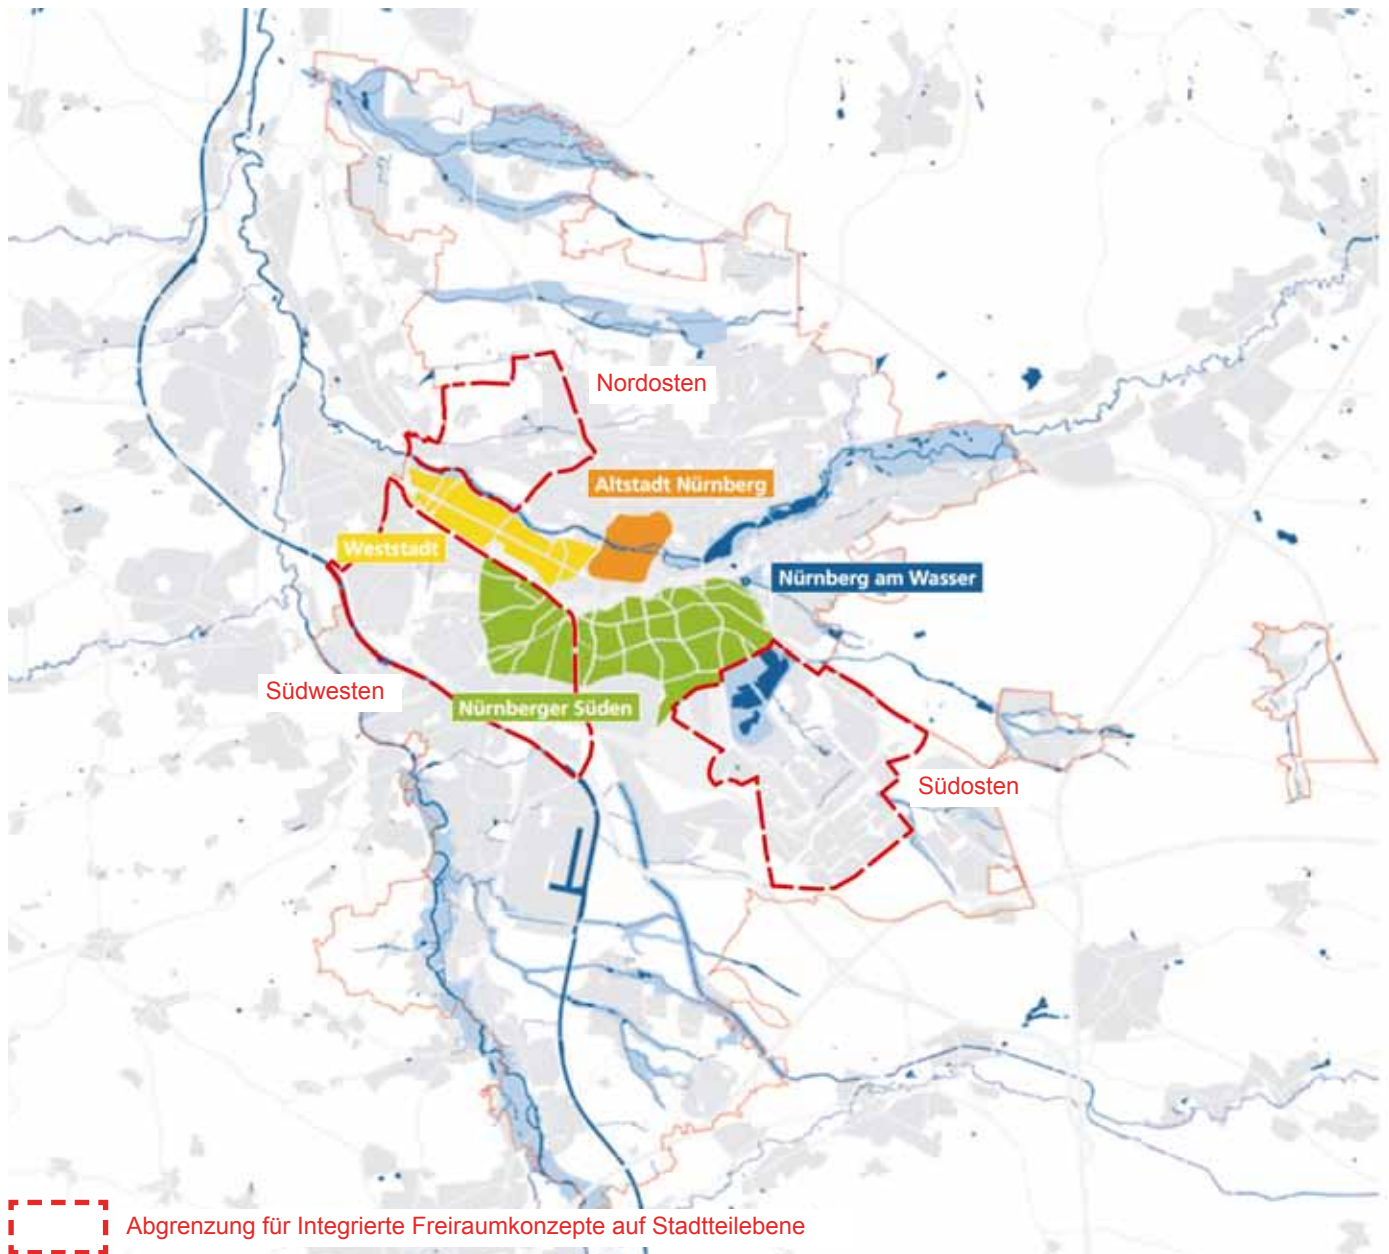 Nordosten
Altstadt Nürnberg
Weststadt
Nürnberg am Wasser
Südwesten
Nürnberger Süden
Südosten
Abgrenzung für Integrierte Freiraumkonzepte auf Stadtteilebene